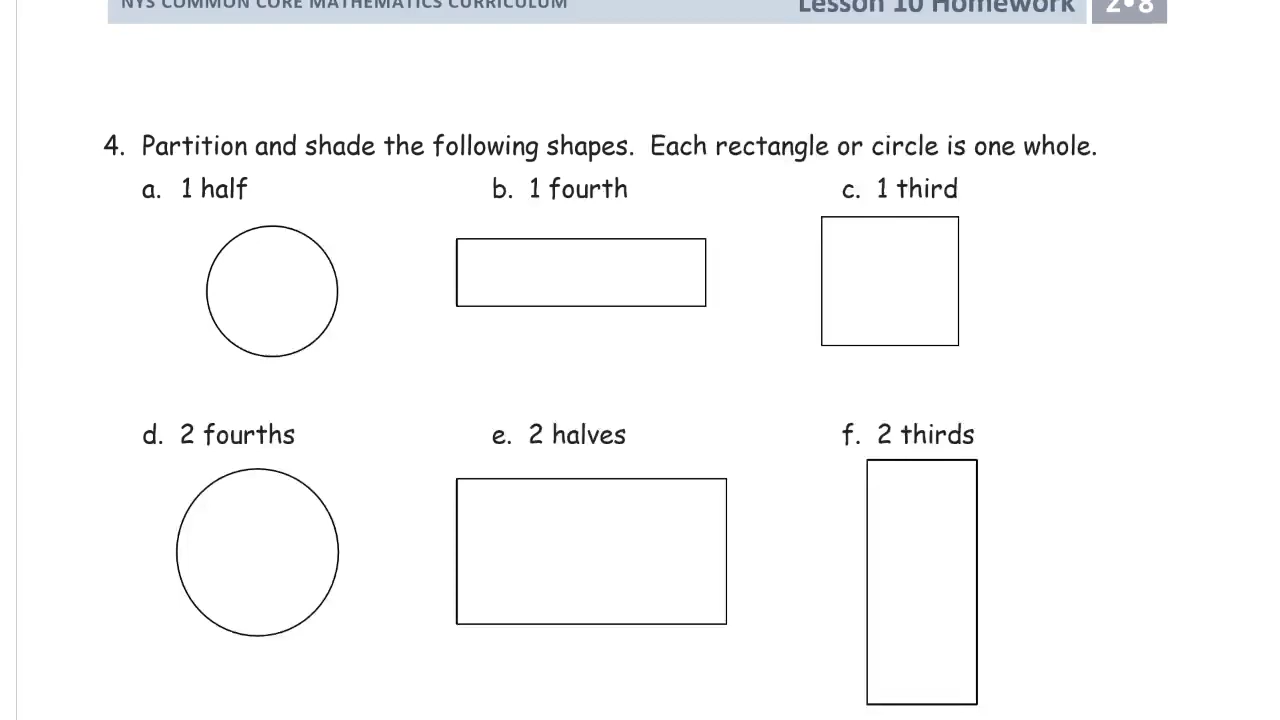 NYS COMMON CORE MATHEMATICS CURRICULUM Lesson 10 Homework 2•8
4. Partition and shade the following shapes. Each rectangle or circle is one whole.
a. 1 half b. 1 fourth c. 1 third
d. 2 fourths e. 2 halves f. 2 thirds